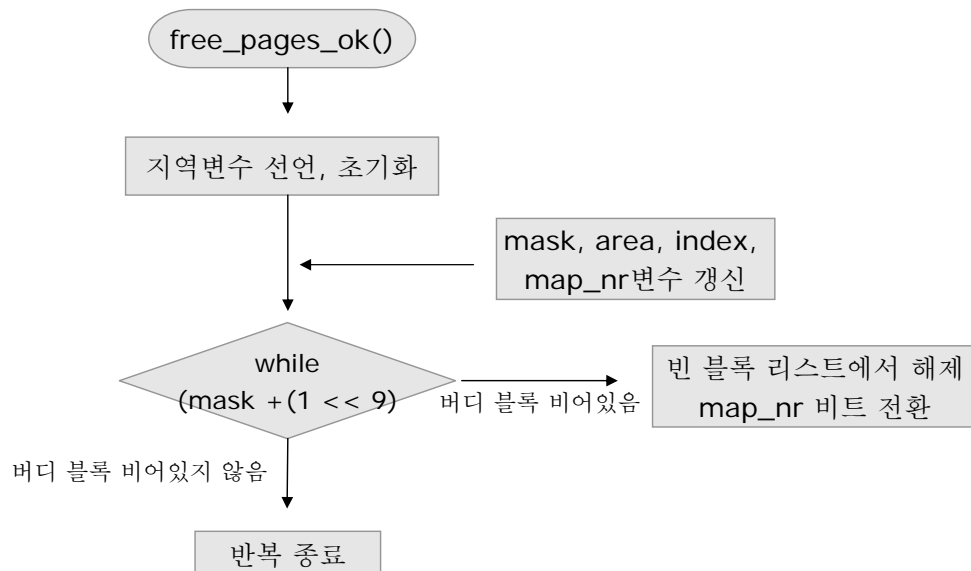 free_pages_ok()
지역변수 선언, 초기화
mask, area, index,
map_nr변수 갱신
while
(mask +(1 << 9)
버디 블록 비어있음
빈 블록 리스트에서 해제
map_nr 비트 전환
버디 블록 비어있지 않음
반복 종료